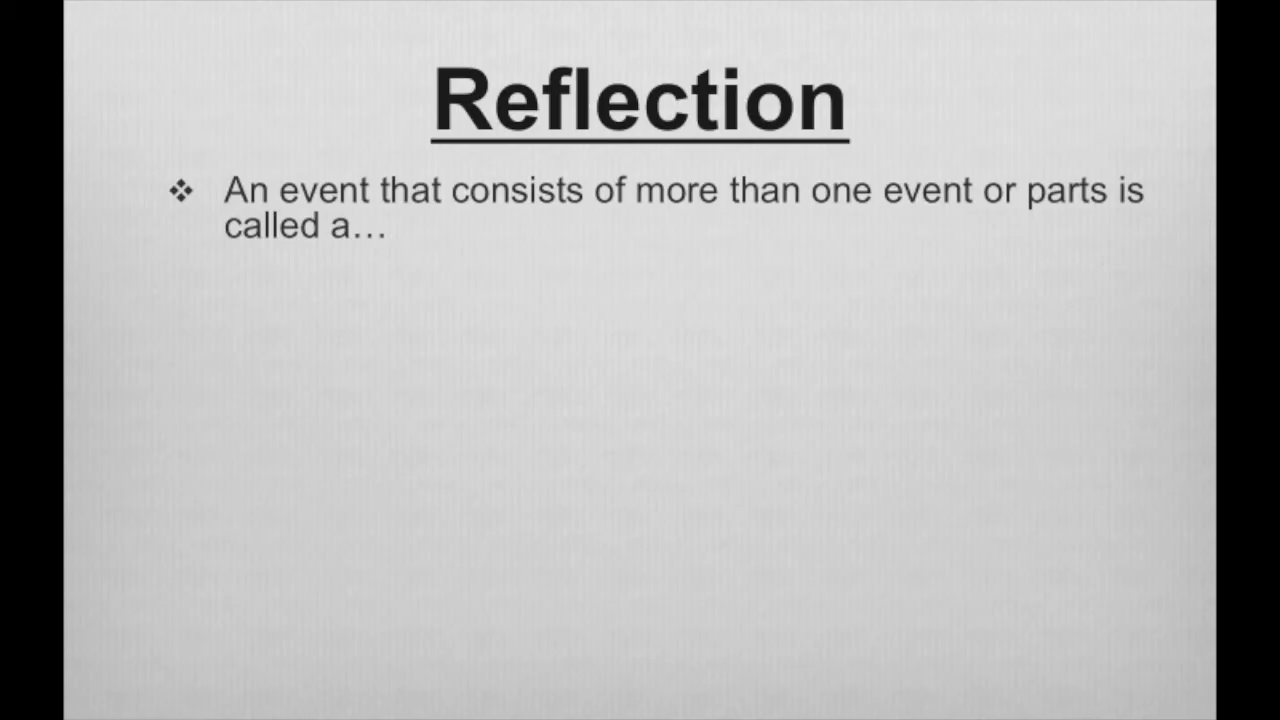 Reflection
An event that consists of more than one event or parts is
called a…